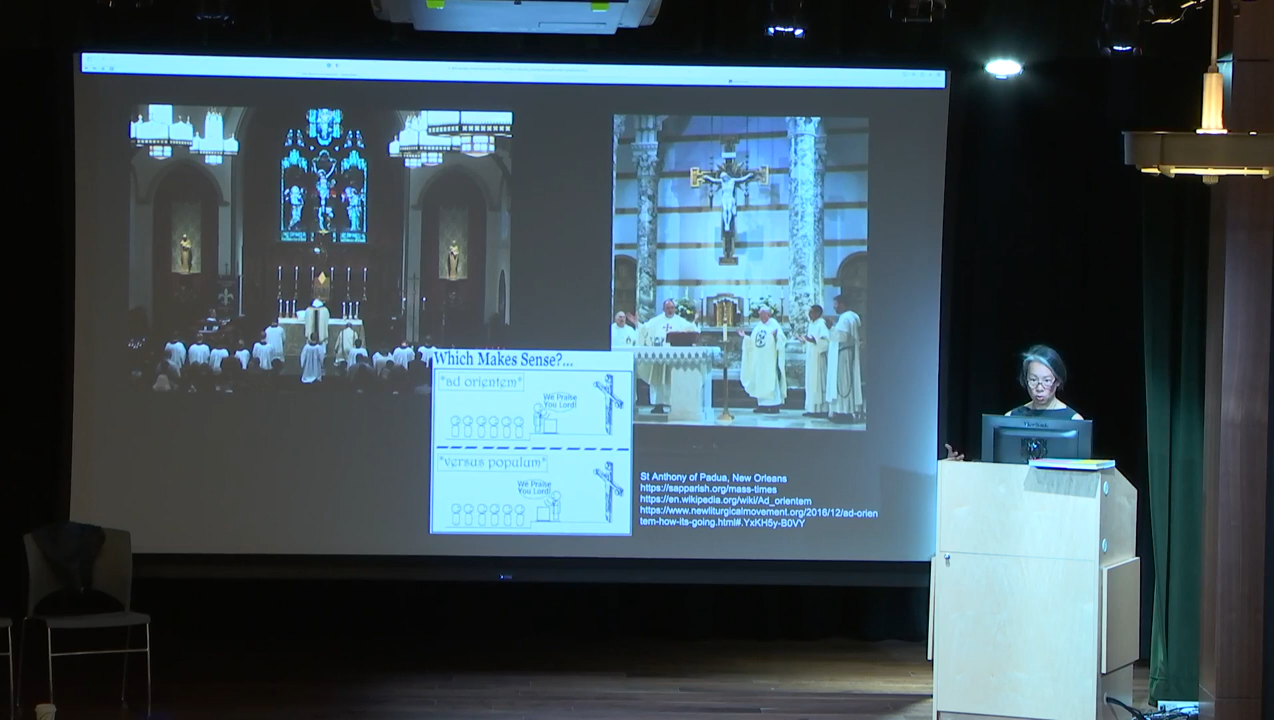 Which Makes Sense?...
"ad orientem"
We Praise
You Lord!
"versus populum"
We Praise
You Lord!
St Anthony of Padua, New Orleans
https://sapparish.org/mass-times
https://en.wikipedia.org/wiki/Ad_orientem
https://www.newliturgicalmovement.org/2016/12/ad-orien
tem-how-its-going.html#.YxKH5y-B0VY